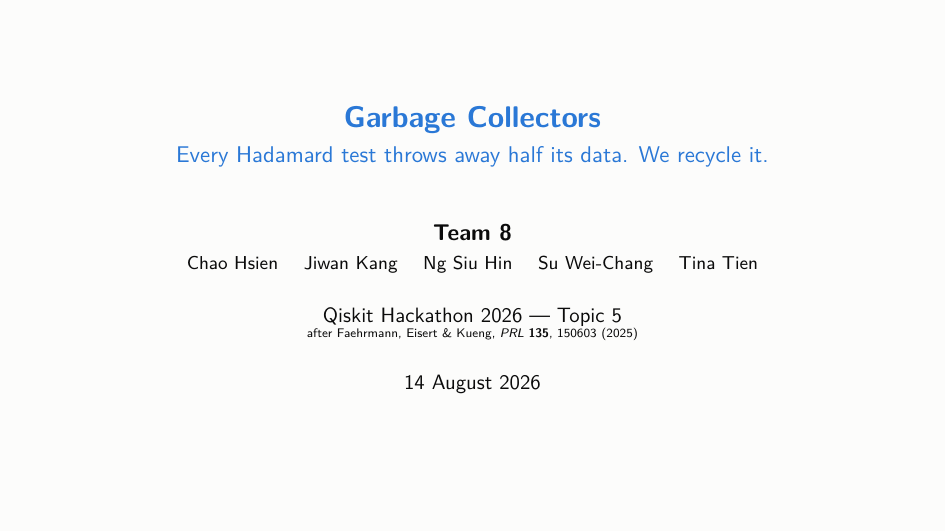 Garbage Collectors
Every Hadamard test throws away half its data. We recycle it.
Team 8
Chao Hsien Jiwan Kang Ng Siu Hin Su Wei-Chang Tina Tien
Qiskit Hackathon 2026 — Topic 5
after Faehrmann, Eisert & Kueng, PRL 135, 150603 (2025)
14 August 2026